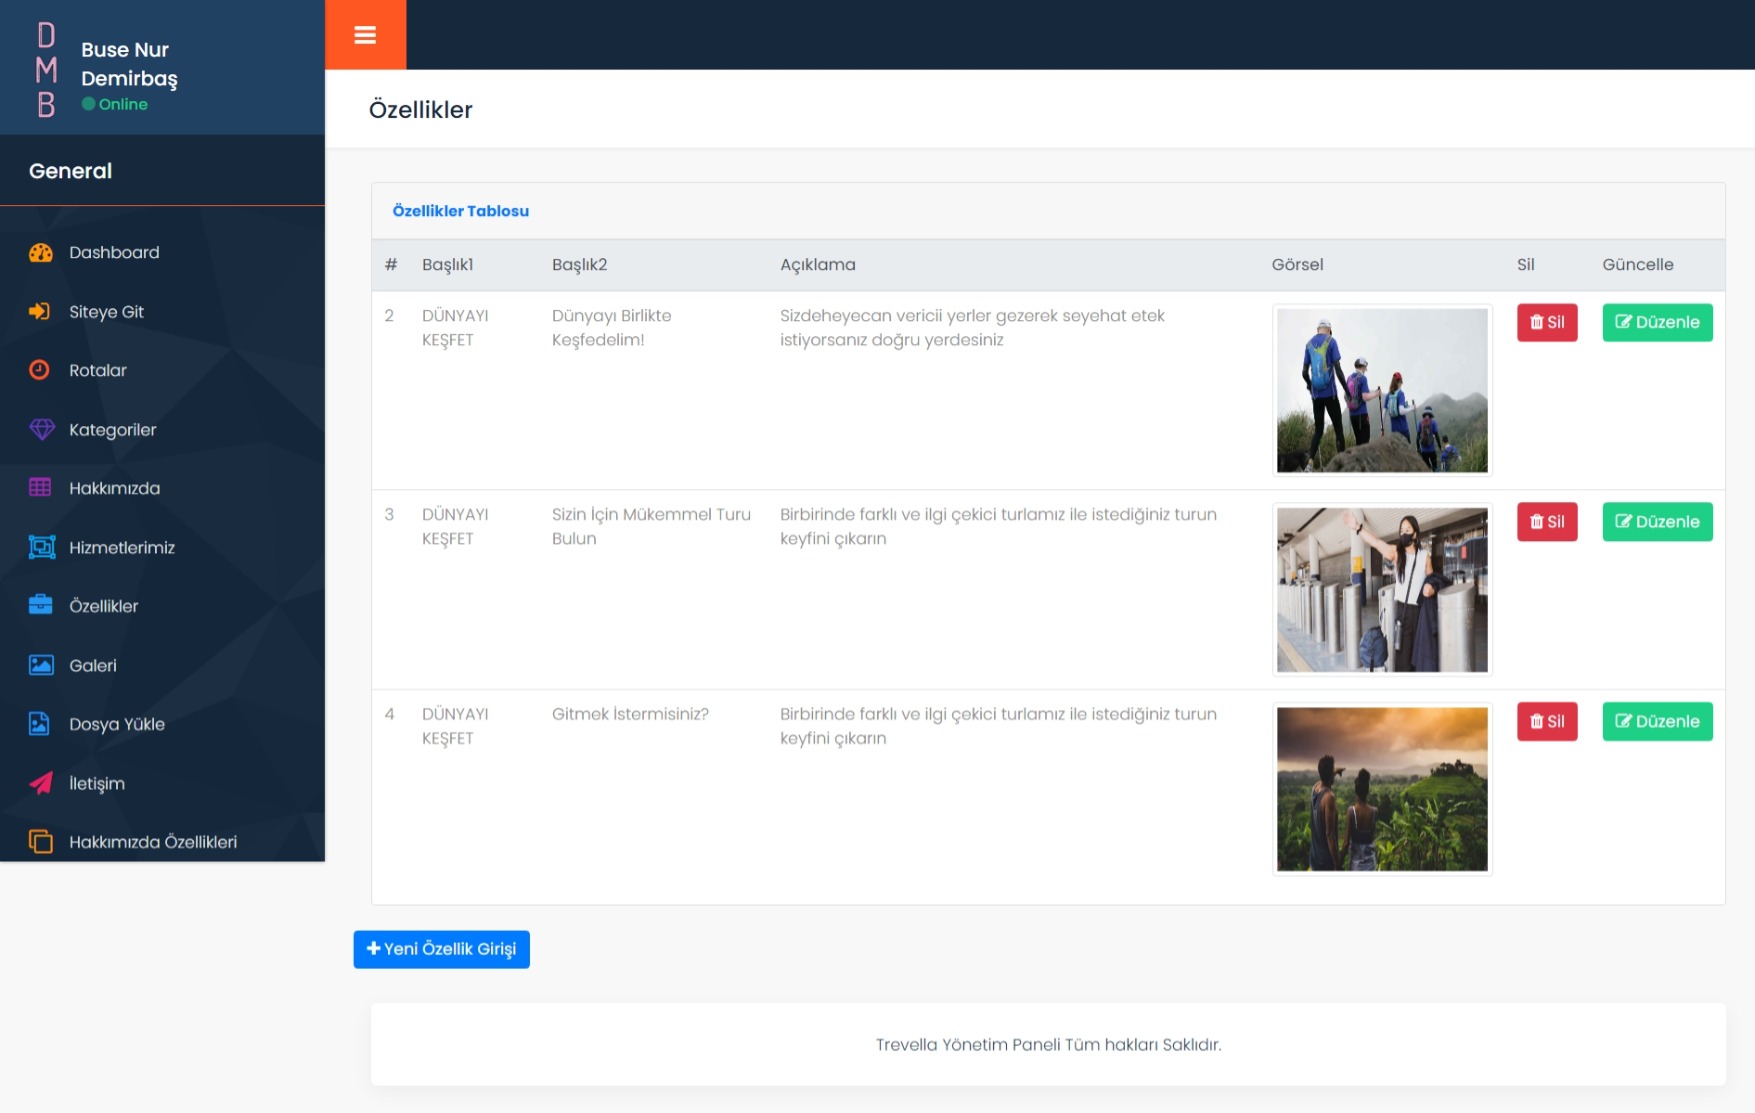 D
M
B
Buse Nur
Demirbaş
Online
General
Dashboard
Siteye Git
Rotalar
Kategoriler
Hakkımızda
Hizmetlerimiz
Özellikler
Galeri
Dosya Yükle
İletişim
Hakkımızda Özellikleri
Özellikler
Özellikler Tablosu
# Başlık1 Başlık2 Açıklama Görsel Sil Güncelle
2 DÜNYAYI Dünyayı Birlikte Sizdeheyecan vericii yerler gezerek seyehat etek Sil Düzenle
KEŞFET Keşfedelim! istiyorsanız doğru yerdesiniz
3 DÜNYAYI Sizin İçin Mükemmel Turu Birbirinde farklı ve ilgi çekici turlamız ile istediğiniz turun Sil Düzenle
KEŞFET Bulun keyfini çıkarın
4 DÜNYAYI Gitmek İstermisiniz? Birbirinde farklı ve ilgi çekici turlamız ile istediğiniz turun Sil Düzenle
KEŞFET keyfini çıkarın
Yeni Özellik Girişi
Trevella Yönetim Paneli Tüm hakları Saklıdır.